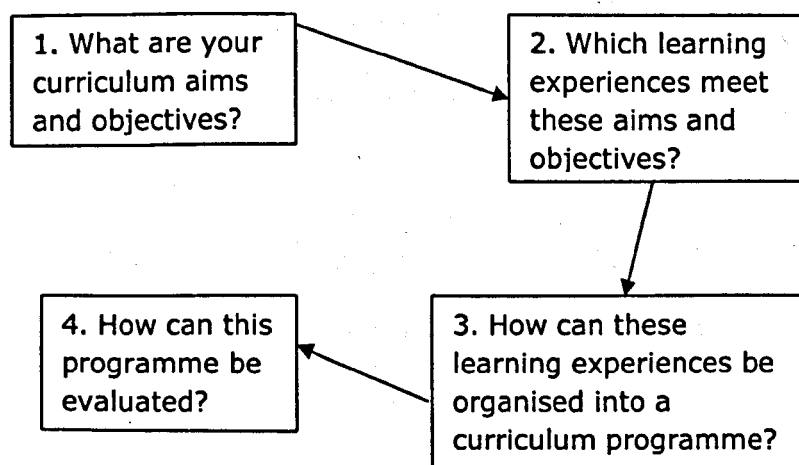 1. What are your
curriculum aims
and objectives?
2. Which learning
experiences meet
these aims and
objectives?
3. How can these
learning experiences be
organised into a
curriculum programme?
4. How can this
programme be
evaluated?